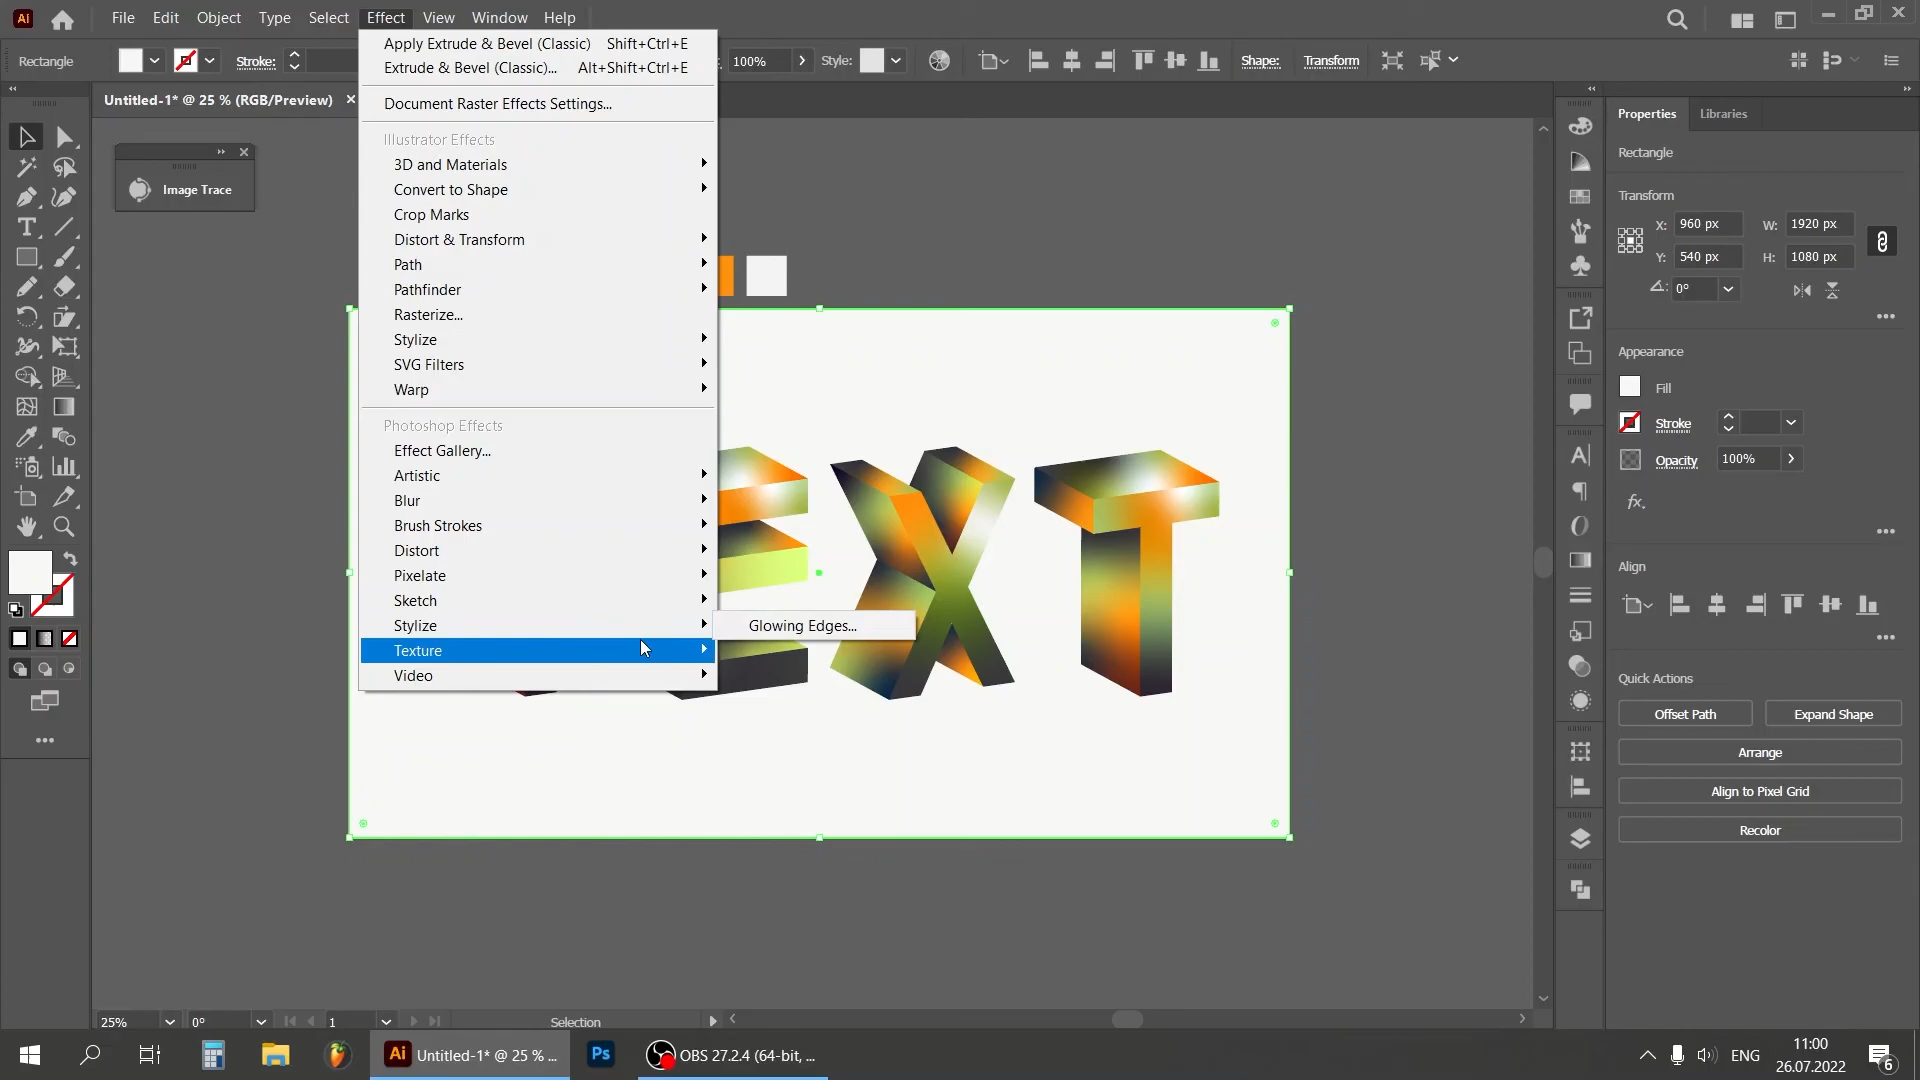 Ai File Edit Object Type Select Effect View Window Help
Rectangle Stroke: 100% Style: Shape: Transform
Untitled-1* @ 25 % (RGB/Preview) ×
Image Trace
Apply Extrude & Bevel (Classic) Shift+Ctrl+E
Extrude & Bevel (Classic)... Alt+Shift+Ctrl+E
Document Raster Effects Settings...
Illustrator Effects
3D and Materials
Convert to Shape
Crop Marks
Distort & Transform
Path
Pathfinder
Rasterize...
Stylize
SVG Filters
Warp
Photoshop Effects
Effect Gallery...
Artistic
Blur
Brush Strokes
Distort
Pixelate
Sketch
Stylize
Glowing Edges...
Texture
Video
EXT
Properties Libraries
Rectangle
Transform
X: 960 px W: 1920 px
Y: 540 px H: 1080 px
0°
Appearance
Fill
Stroke
Opacity 100%
fx.
Align
Quick Actions
Offset Path Expand Shape
Arrange
Align to Pixel Grid
Recolor
25% 0° 1 Selection
Ai Untitled-1* @ 25 % ... Ps OBS 27.2.4 (64-bit, ... ENG
11:00
26.07.2022
6